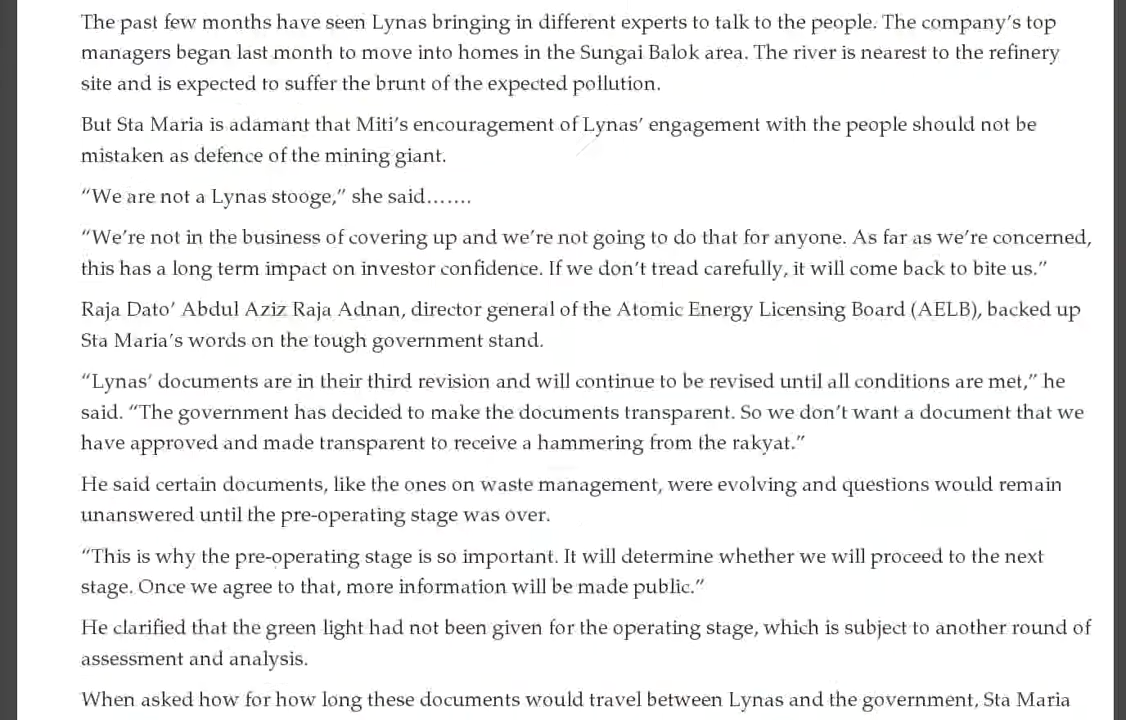 The past few months have seen Lynas bringing in different experts to talk to the people. The company's top
managers began last month to move into homes in the Sungai Balok area. The river is nearest to the refinery
site and is expected to suffer the brunt of the expected pollution.
But Sta Maria is adamant that Miti's encouragement of Lynas' engagement with the people should not be
mistaken as defence of the mining giant.
“We are not a Lynas stooge,” she said…….
“We're not in the business of covering up and we're not going to do that for anyone. As far as we're concerned,
this has a long term impact on investor confidence. If we don't tread carefully, it will come back to bite us.”
Raja Dato' Abdul Aziz Raja Adnan, director general of the Atomic Energy Licensing Board (AELB), backed up
Sta Maria's words on the tough government stand.
“Lynas' documents are in their third revision and will continue to be revised until all conditions are met,” he
said. “The government has decided to make the documents transparent. So we don't want a document that we
have approved and made transparent to receive a hammering from the rakyat.”
He said certain documents, like the ones on waste management, were evolving and questions would remain
unanswered until the pre-operating stage was over.
“This is why the pre-operating stage is so important. It will determine whether we will proceed to the next
stage. Once we agree to that, more information will be made public.”
He clarified that the green light had not been given for the operating stage, which is subject to another round of
assessment and analysis.
When asked how for how long these documents would travel between Lynas and the government, Sta Maria